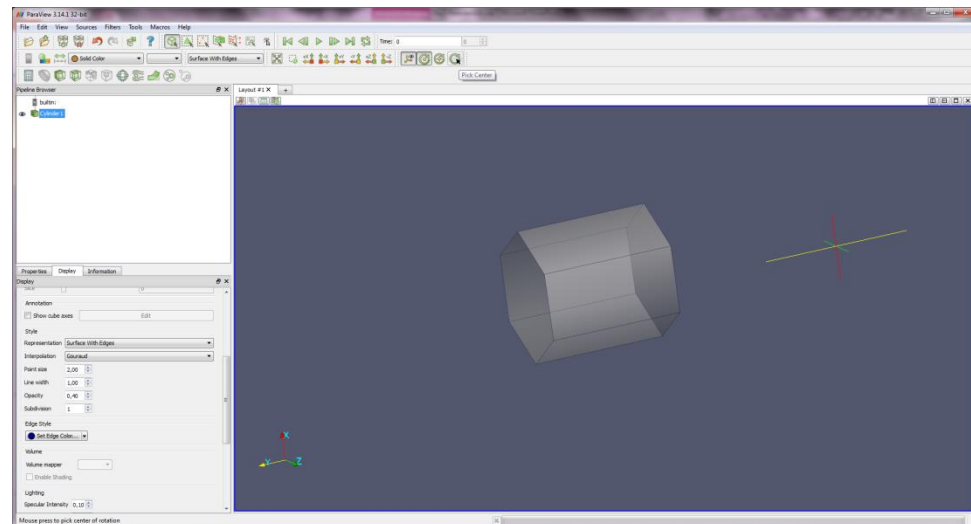 ParaView 3.14.1 32-bit
File Edit View Sources Filters Tools Macros Help
Time: 0 0
Solid Color Surface With Edges
Pick Center
Pipeline Browser
Layout #1 X +
builtin:
Cylinder1
Properties Display Information
Display
Slice 0
Annotation
Show cube axes Edit
Style
Representation Surface With Edges
Interpolation Gouraud
Point size 2,00
Line width 1,00
Opacity 0,40
Subdivision 1
Edge Style
Set Edge Color...
Volume
Volume mapper
Enable Shading
Lighting
Specular Intensity 0,10
X
Y Z
Mouse press to pick center of rotation